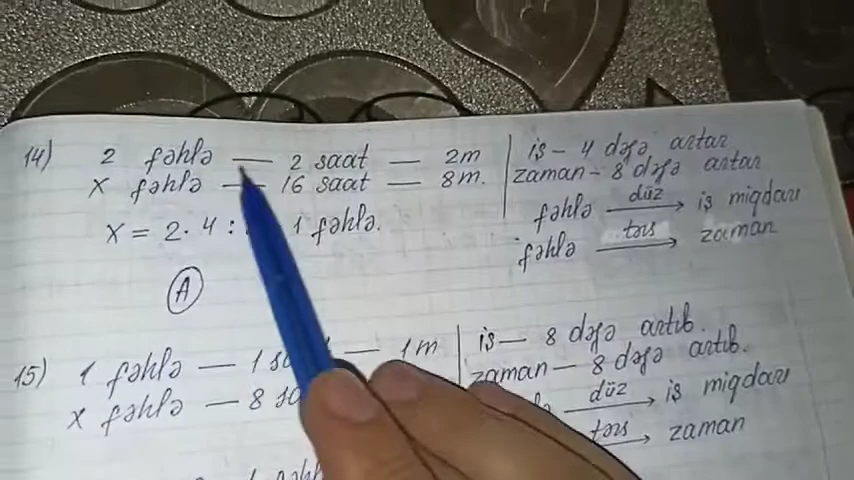 14) 2 fəhlə — 2 saat — 2m
x fəhlə — 16 saat — 8m.
x = 2 · 4 : 1 fəhlə.
A
iş – 4 dəfə artar
zaman – 8 dəfə artar
fəhlə düz → iş miqdarı
fəhlə tərs → zaman
15) 1 fəhlə — 1 — 1m
x fəhlə — 8
iş — 8 dəfə artıb.
zaman — 8 dəfə artıb.
düz → iş miqdarı
tərs → zaman